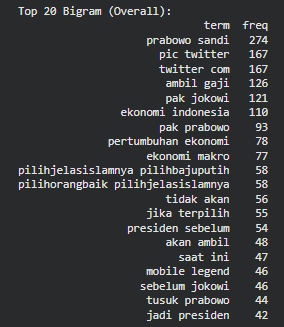 Top 20 Bigram (Overall):
term freq
prabowo sandi 274
pic twitter 167
twitter com 167
ambil gaji 126
pak jokowi 121
ekonomi indonesia 110
pak prabowo 93
pertumbuhan ekonomi 78
ekonomi makro 77
pilihjelasislamnya pilihbajuputih 58
pilihorangbaik pilihjelasislamnya 58
tidak akan 56
jika terpilih 55
presiden sebelum 54
akan ambil 48
saat ini 47
mobile legend 46
sebelum jokowi 46
tusuk prabowo 44
jadi presiden 42